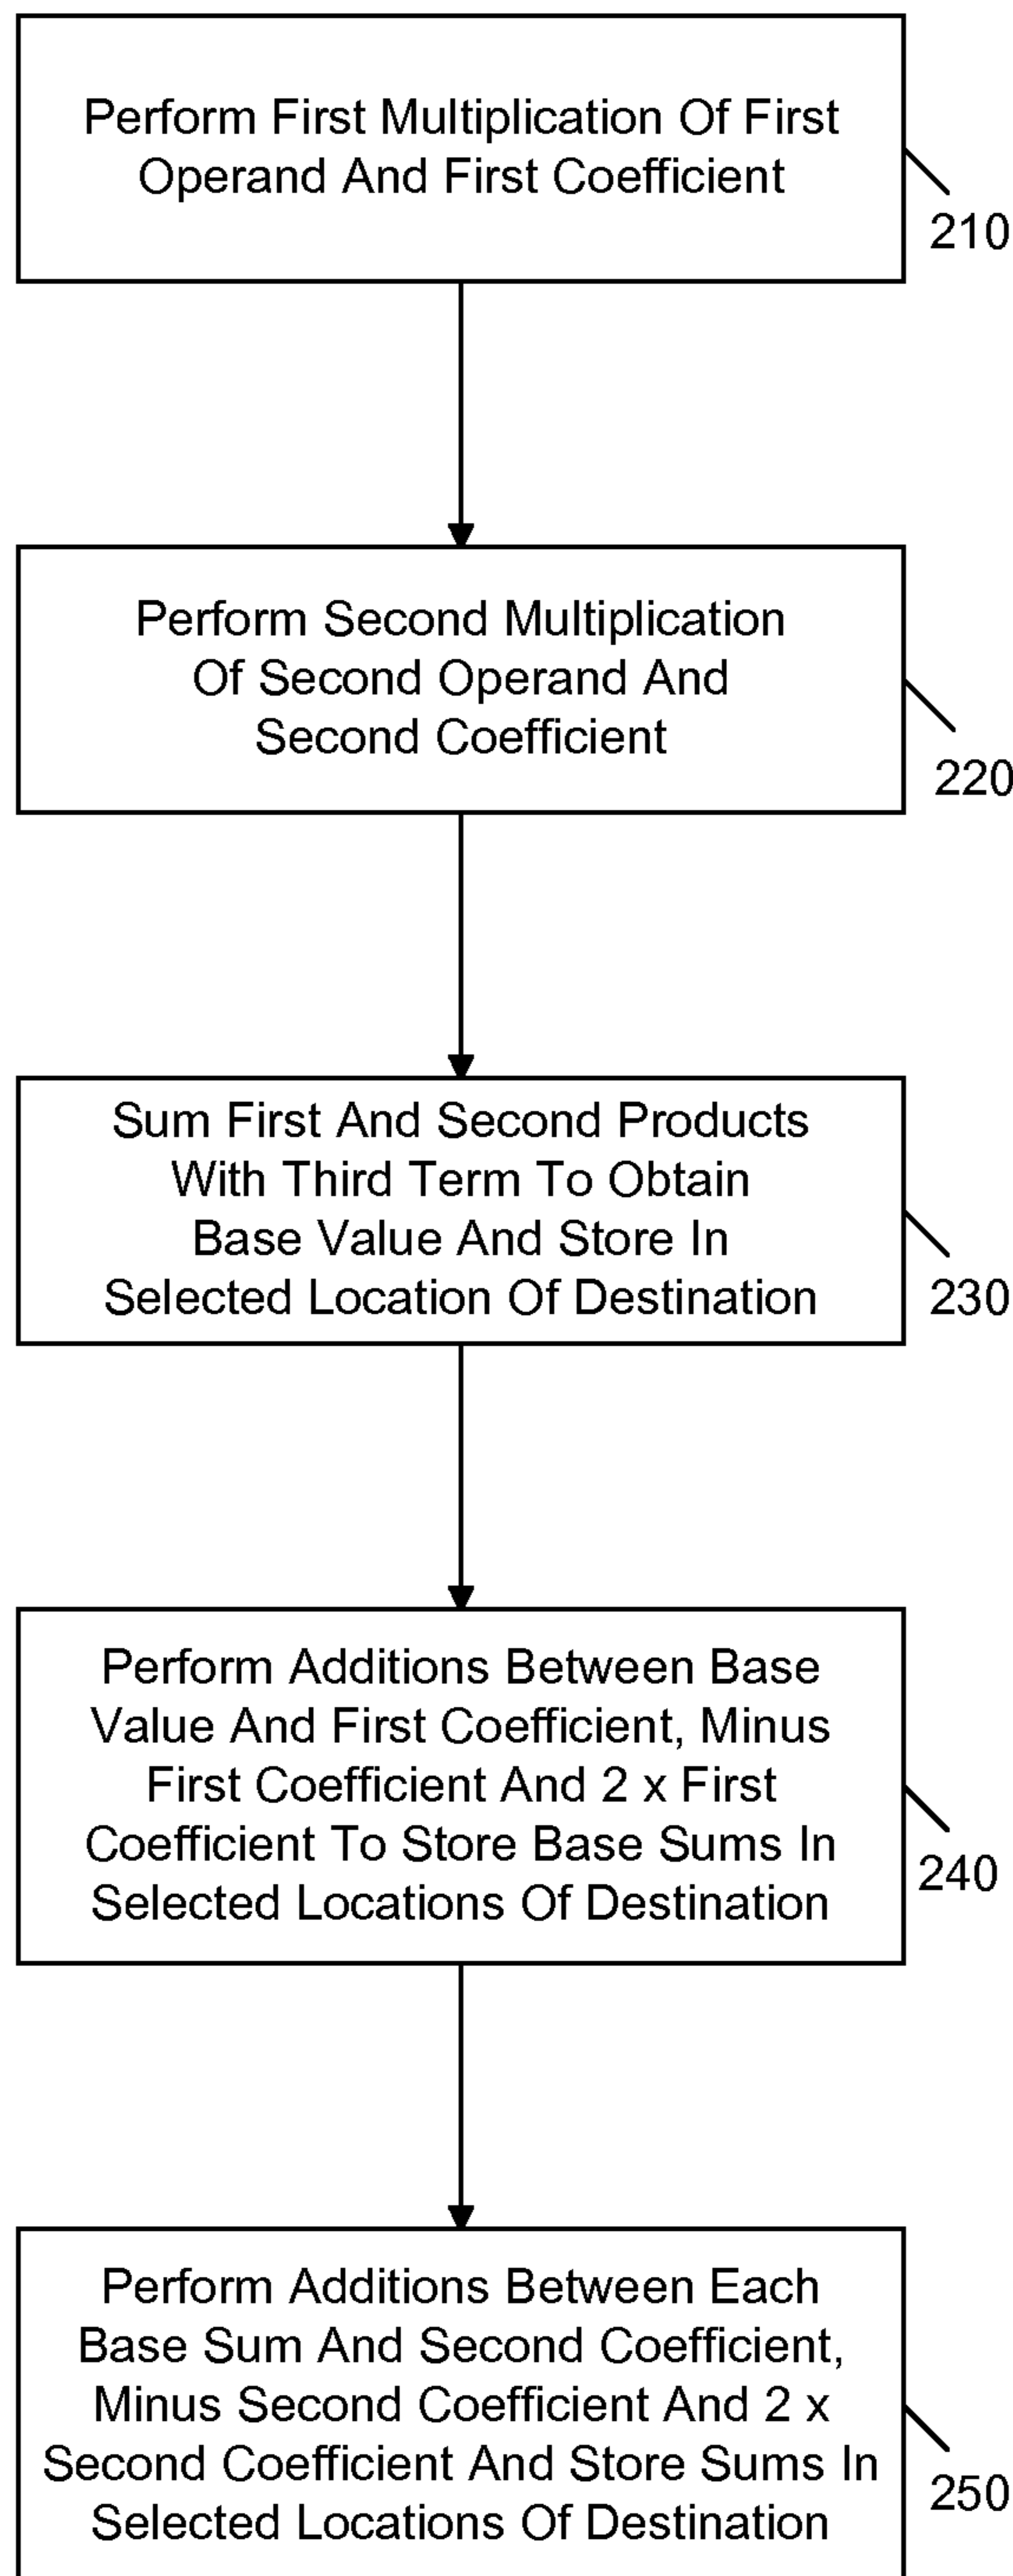 Perform First Multiplication Of First
Operand And First Coefficient
210
Perform Second Multiplication
Of Second Operand And
Second Coefficient
220
Sum First And Second Products
With Third Term To Obtain
Base Value And Store In
Selected Location Of Destination
230
Perform Additions Between Base
Value And First Coefficient, Minus
First Coefficient And 2 x First
Coefficient To Store Base Sums In
Selected Locations Of Destination
240
Perform Additions Between Each
Base Sum And Second Coefficient,
Minus Second Coefficient And 2 x
Second Coefficient And Store Sums In
Selected Locations Of Destination
250